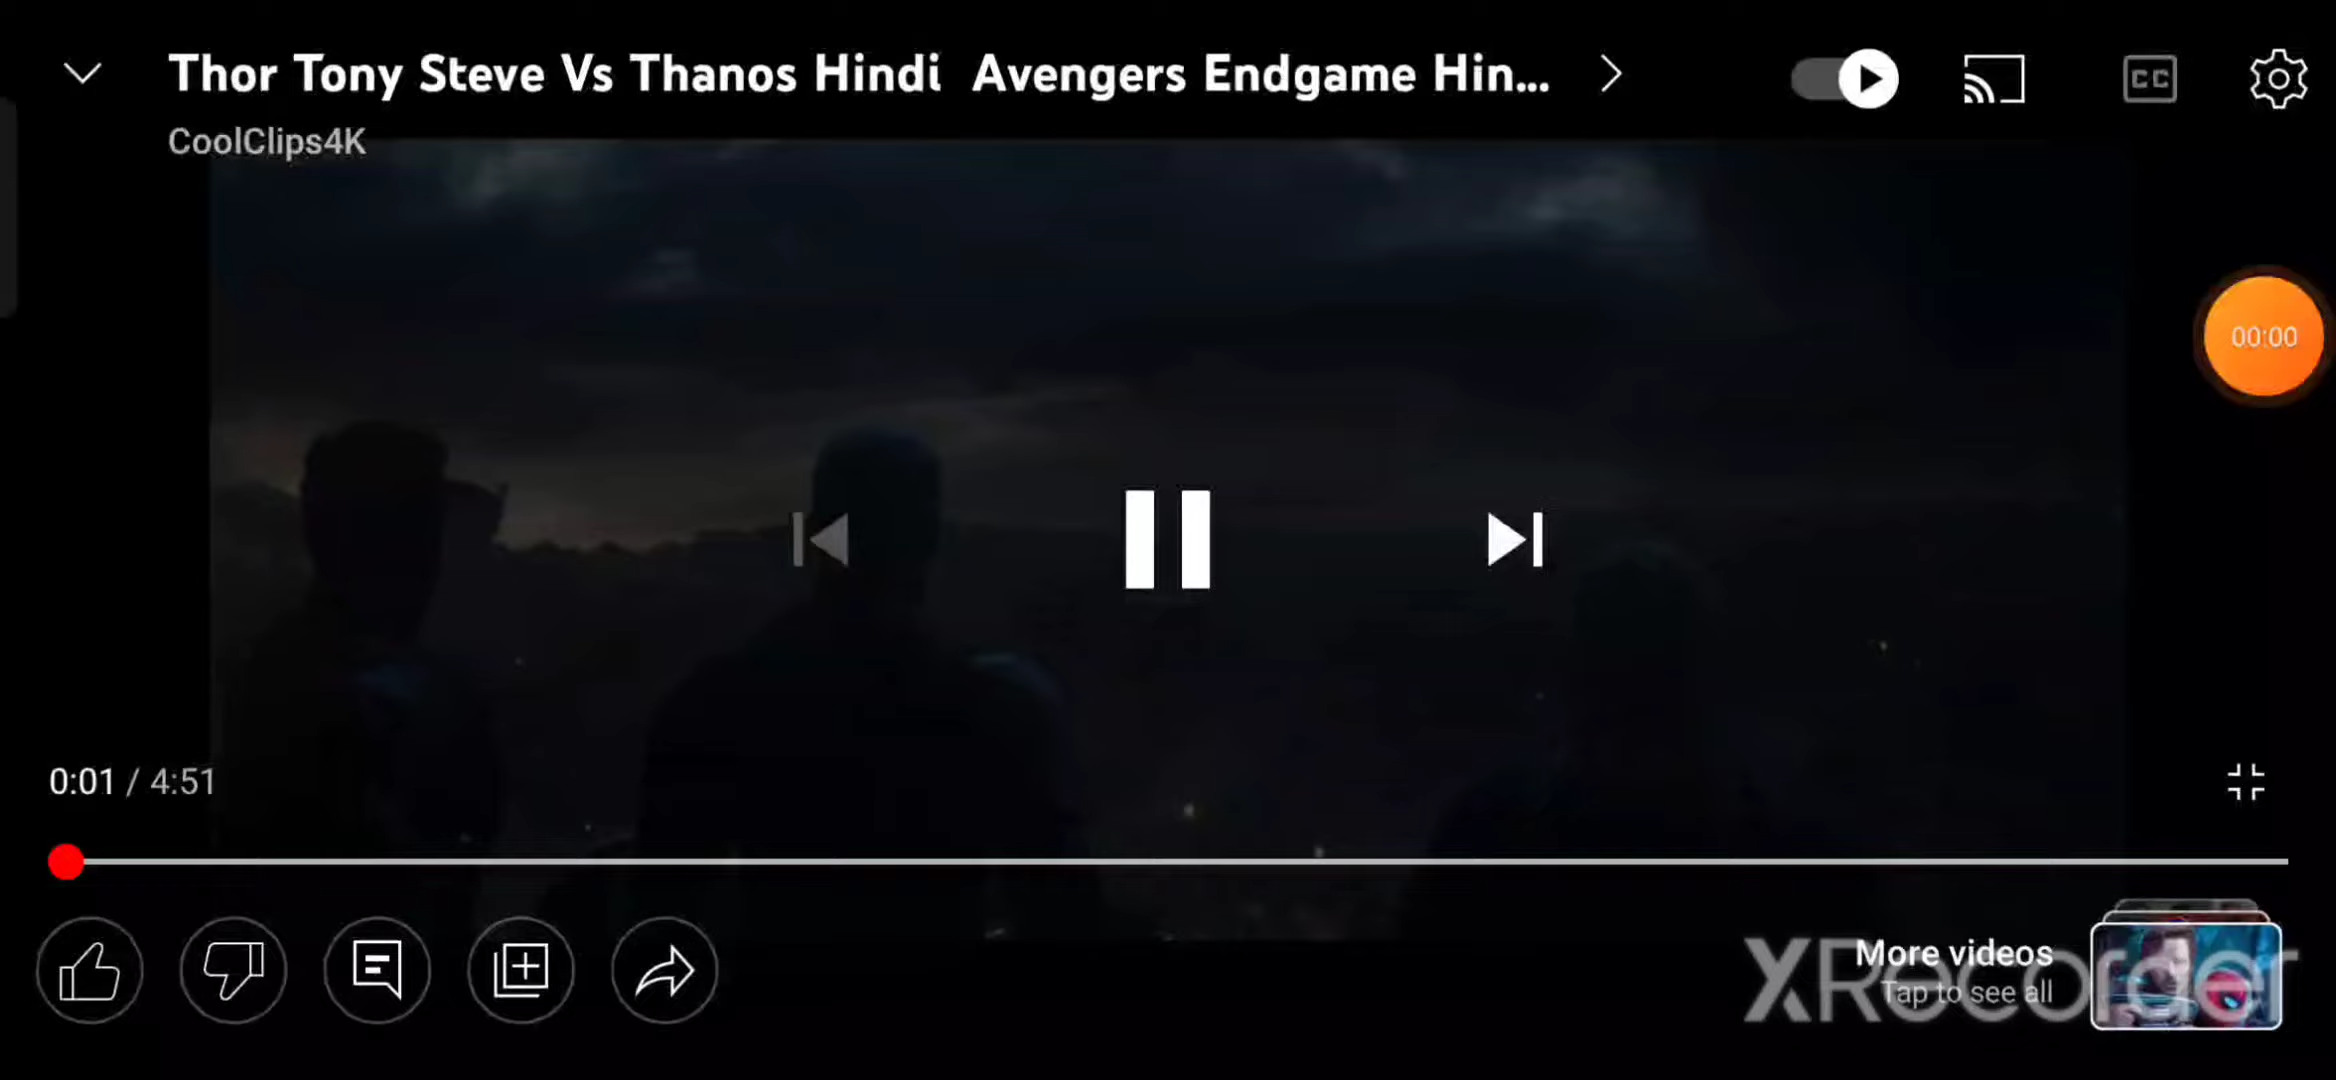 Thor Tony Steve Vs Thanos Hindi Avengers Endgame Hin...
CoolClips4K
CC
00:00
0:01 / 4:51
More videos
Tap to see all
XRecorder